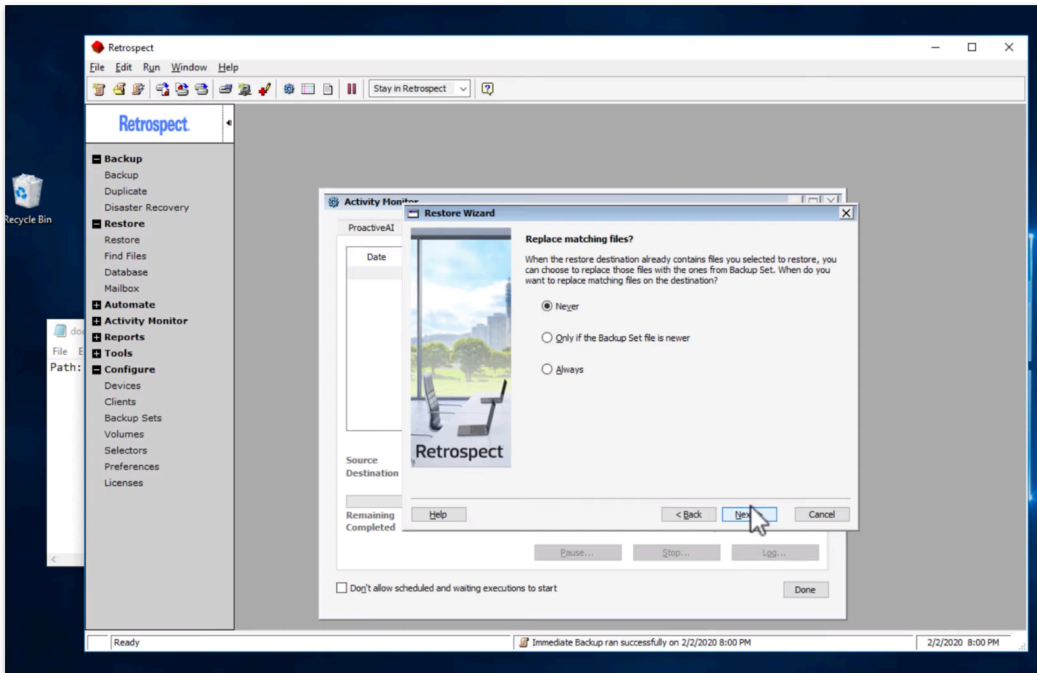 Retrospect
File Edit Run Window Help
Stay in Retrospect
Retrospect
Backup
Backup
Duplicate
Disaster Recovery
Restore
Restore
Find Files
Database
Mailbox
Automate
Activity Monitor
Reports
Tools
Configure
Devices
Clients
Backup Sets
Volumes
Selectors
Preferences
Licenses
Recycle Bin
File
Path:
Activity Monitor
ProactiveAI
Date
Source
Destination
Remaining
Completed
Pause... Stop... Log...
Don't allow scheduled and waiting executions to start
Done
Restore Wizard
Retrospect
Replace matching files?
When the restore destination already contains files you selected to restore, you
can choose to replace those files with the ones from Backup Set. When do you
want to replace matching files on the destination?
Never
Only if the Backup Set file is newer
Always
Help < Back Cancel
Ready Immediate Backup ran successfully on 2/2/2020 8:00 PM 2/2/2020 8:00 PM